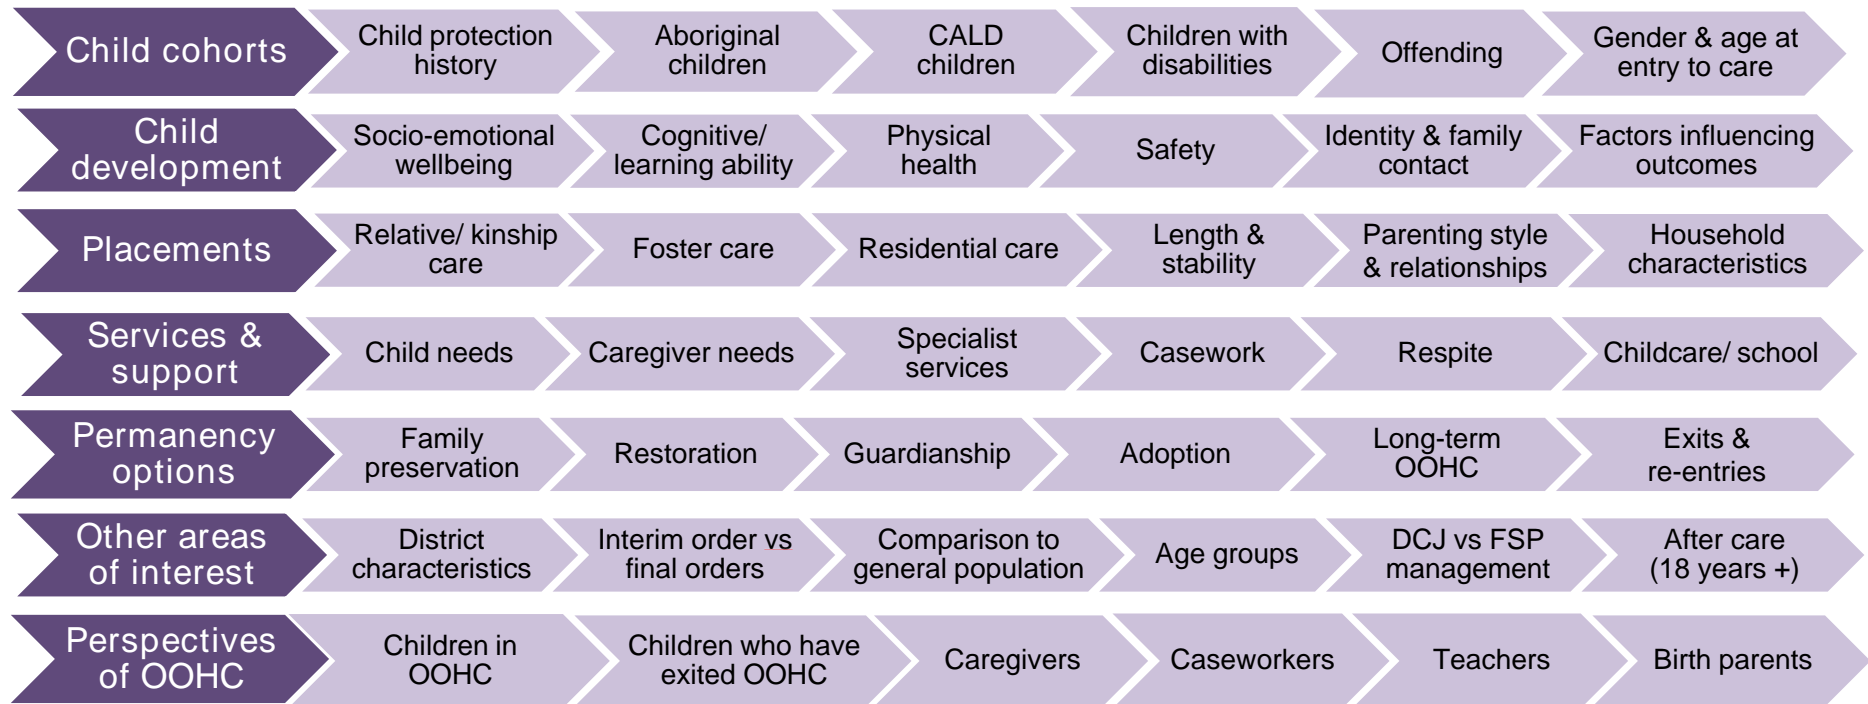 Child cohorts
Child protection
history
Aboriginal
children
CALD
children
Children with
disabilities
Offending
Gender & age at
entry to care
Child
development
Socio-emotional
wellbeing
Cognitive/
learning ability
Physical
health
Safety
Identity & family
contact
Factors influencing
outcomes
Placements
Relative/ kinship
care
Foster care
Residential care
Length &
stability
Parenting style
& relationships
Household
characteristics
Services &
support
Child needs
Caregiver needs
Specialist
services
Casework
Respite
Childcare/ school
Permanency
options
Family
preservation
Restoration
Guardianship
Adoption
Long-term
OOHC
Exits &
re-entries
Other areas
of interest
District
characteristics
Interim order vs
final orders
Comparison to
general population
Age groups
DCJ vs FSP
management
After care
(18 years +)
Perspectives
of OOHC
Children in
OOHC
Children who have
exited OOHC
Caregivers
Caseworkers
Teachers
Birth parents